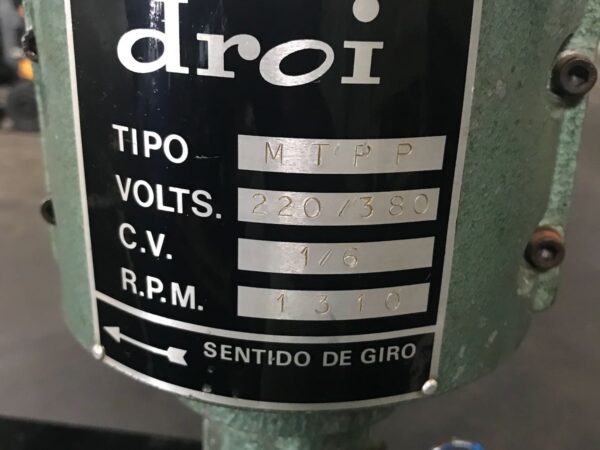 droi
TIPO MTPP
VOLTS. 220/380
C.V. 1/6
R.P.M. 1310
SENTIDO DE GIRO